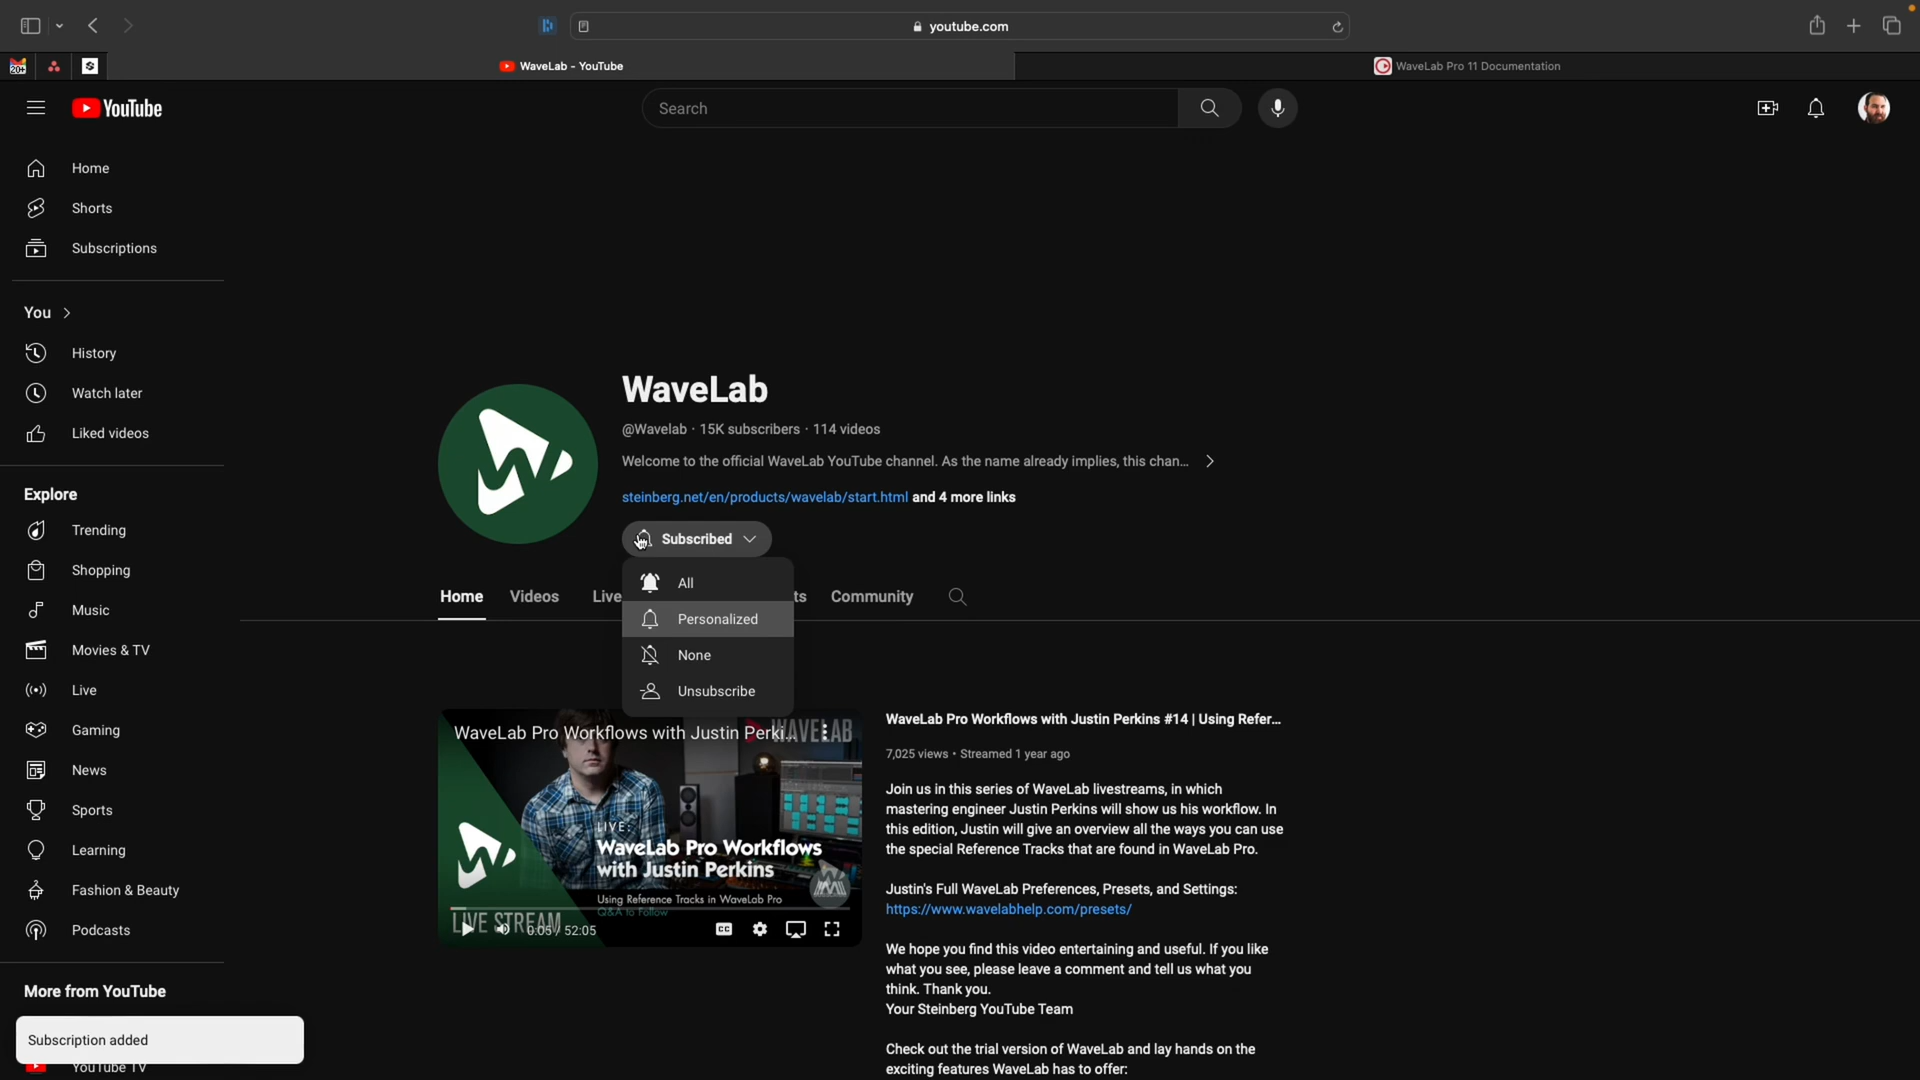 youtube.com
20+
WaveLab - YouTube
WaveLab Pro 11 Documentation
YouTube
Search
Home
Shorts
Subscriptions
You
History
Watch later
Liked videos
Explore
Trending
Shopping
Music
Movies & TV
Live
Gaming
News
Sports
Learning
Fashion & Beauty
Podcasts
More from YouTube
Subscription added
YouTube TV
WaveLab
@Wavelab · 15K subscribers · 114 videos
Welcome to the official WaveLab YouTube channel. As the name already implies, this chan...
steinberg.net/en/products/wavelab/start.html and 4 more links
Subscribed
All
Personalized
None
Unsubscribe
Home Videos Live ts Community
WaveLab Pro Workflows with Justin Perki...
WAVELAB
LIVE:
WaveLab Pro Workflows
with Justin Perkins
Using Reference Tracks in WaveLab Pro
Q&A to Follow
LIVE STREAM
0:05 / 52:05
CC
WaveLab Pro Workflows with Justin Perkins #14 | Using Refer...
7,025 views • Streamed 1 year ago
Join us in this series of WaveLab livestreams, in which
mastering engineer Justin Perkins will show us his workflow. In
this edition, Justin will give an overview all the ways you can use
the special Reference Tracks that are found in WaveLab Pro.
Justin's Full WaveLab Preferences, Presets, and Settings:
https://www.wavelabhelp.com/presets/
We hope you find this video entertaining and useful. If you like
what you see, please leave a comment and tell us what you
think. Thank you.
Your Steinberg YouTube Team
Check out the trial version of WaveLab and lay hands on the
exciting features WaveLab has to offer: